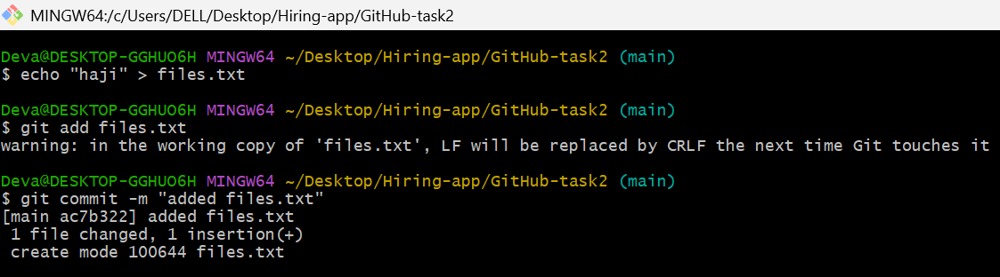 MINGW64:/c/Users/DELL/Desktop/Hiring-app/GitHub-task2
Deva@DESKTOP-GGHUO6H MINGW64 ~/Desktop/Hiring-app/GitHub-task2 (main)
$ echo "haji" > files.txt
Deva@DESKTOP-GGHUO6H MINGW64 ~/Desktop/Hiring-app/GitHub-task2 (main)
$ git add files.txt
warning: in the working copy of 'files.txt', LF will be replaced by CRLF the next time Git touches it
Deva@DESKTOP-GGHUO6H MINGW64 ~/Desktop/Hiring-app/GitHub-task2 (main)
$ git commit -m "added files.txt"
[main ac7b322] added files.txt
 1 file changed, 1 insertion(+)
 create mode 100644 files.txt